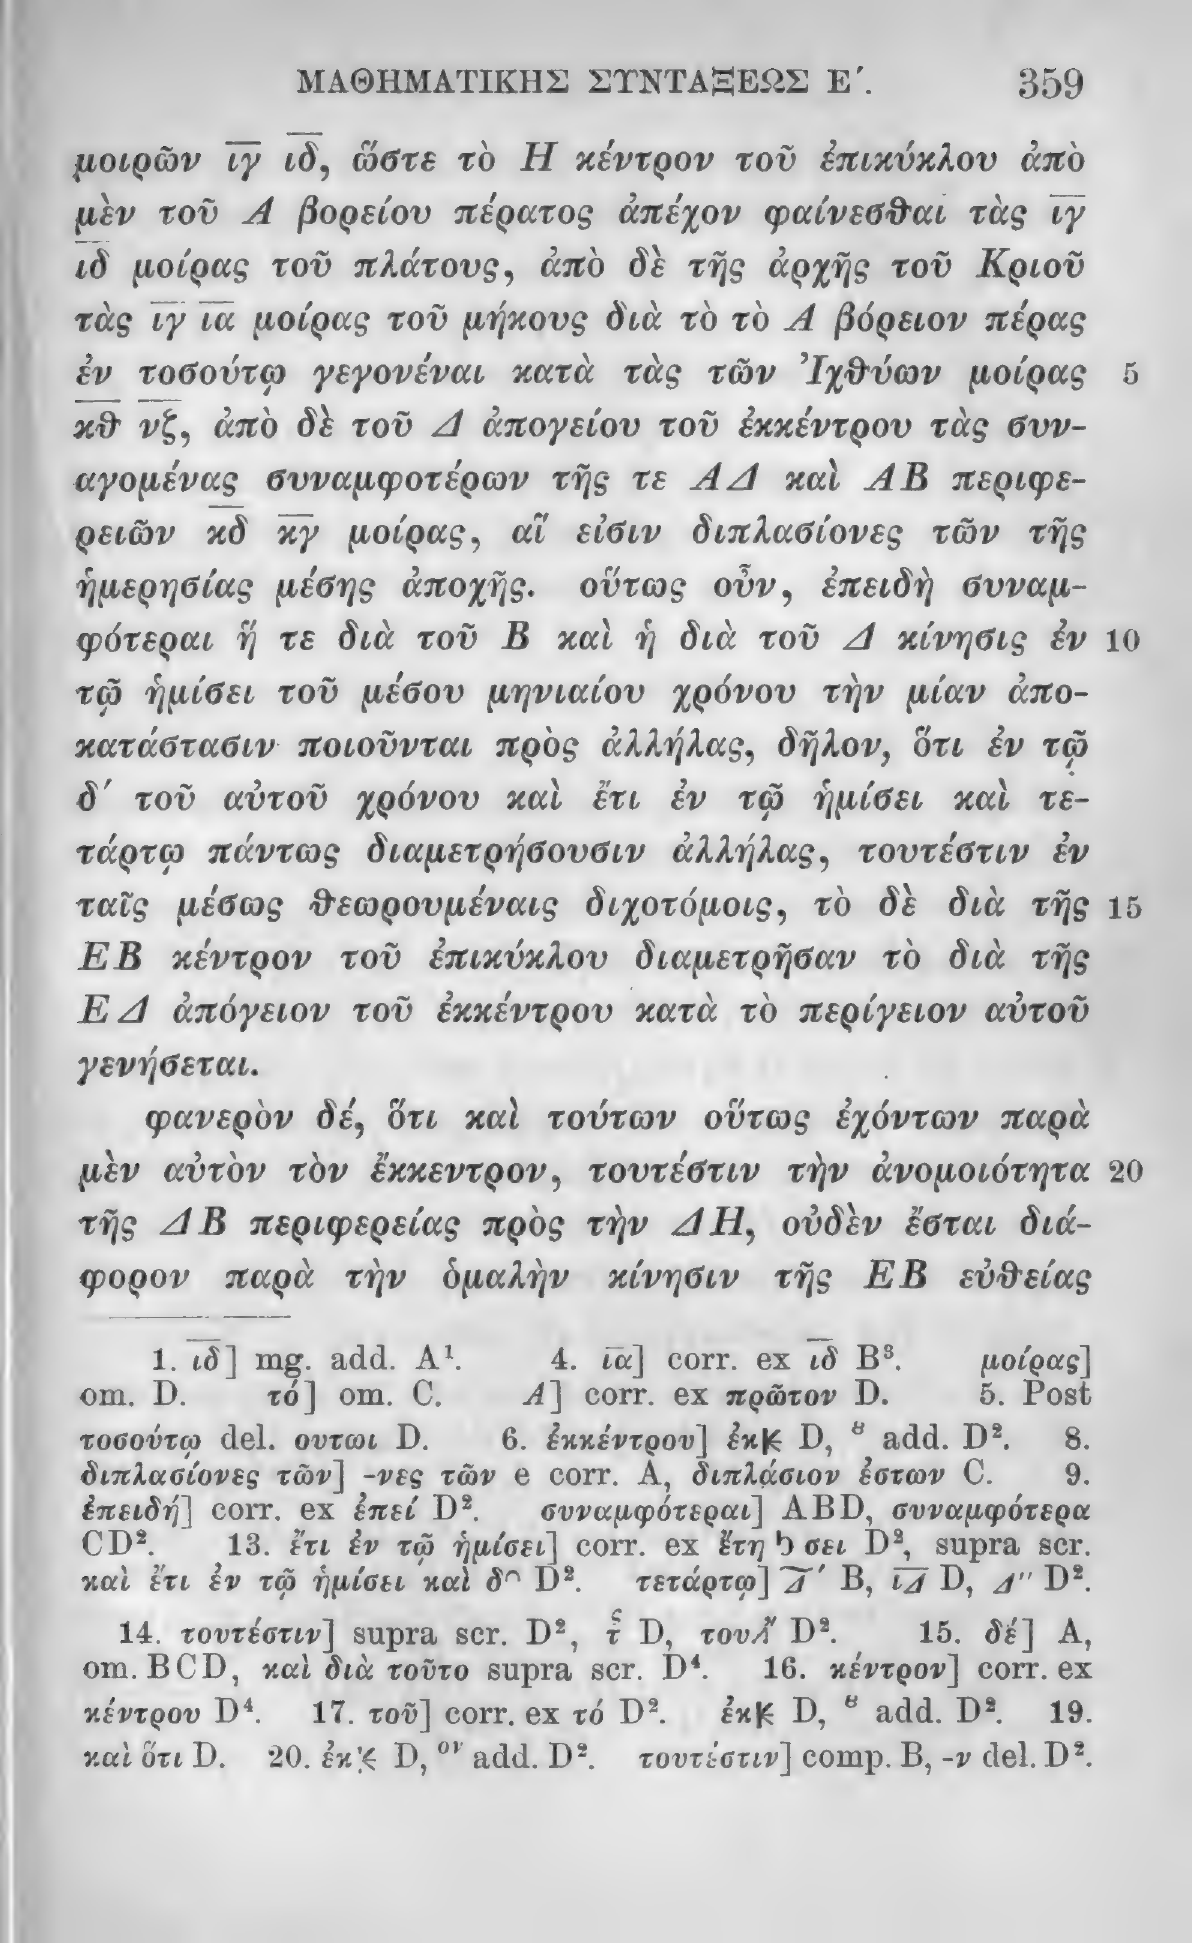 ΜΑΘΗΜΑΤΙΚΗΣ ΣΥΝΤΑΞΕΩΣ Ε΄. 359
μοιρῶν ι̅γ̅ ι̅δ̅, ὥστε τὸ Η κέντρον τοῦ ἐπικύκλου ἀπὸ
μὲν τοῦ Α βορείου πέρατος ἀπέχον φαίνεσθαι τὰς ι̅γ̅
ι̅δ̅ μοίρας τοῦ πλάτους, ἀπὸ δὲ τῆς ἀρχῆς τοῦ Κριοῦ
τὰς ι̅γ̅ ι̅α̅ μοίρας τοῦ μήκους διὰ τὸ τὸ Α βόρειον πέρας
ἐν τοσούτῳ γεγονέναι κατὰ τὰς τῶν Ἰχθύων μοίρας 5
κ̅θ̅ ν̅ζ̅, ἀπὸ δὲ τοῦ Δ ἀπογείου τοῦ ἐκκέντρου τὰς συν-
αγομένας συναμφοτέρων τῆς τε ΑΔ καὶ ΑΒ περιφε-
ρειῶν κ̅δ̅ κ̅γ̅ μοίρας, αἵ εἰσιν διπλασίονες τῶν τῆς
ἡμερησίας μέσης ἀποχῆς. οὕτως οὖν, ἐπειδὴ συναμ-
φότεραι ἥ τε διὰ τοῦ Β καὶ ἡ διὰ τοῦ Δ κίνησις ἐν 10
τῷ ἡμίσει τοῦ μέσου μηνιαίου χρόνου τὴν μίαν ἀπο-
κατάστασιν ποιοῦνται πρὸς ἀλλήλας, δῆλον, ὅτι ἐν τῷ
δ΄ τοῦ αὐτοῦ χρόνου καὶ ἔτι ἐν τῷ ἡμίσει καὶ τε-
τάρτῳ πάντως διαμετρήσουσιν ἀλλήλας, τουτέστιν ἐν
ταῖς μέσως θεωρουμέναις διχοτόμοις, τὸ δὲ διὰ τῆς 15
ΕΒ κέντρον τοῦ ἐπικύκλου διαμετρῆσαν τὸ διὰ τῆς
ΕΔ ἀπόγειον τοῦ ἐκκέντρου κατὰ τὸ περίγειον αὐτοῦ
γενήσεται.
φανερὸν δέ, ὅτι καὶ τούτων οὕτως ἐχόντων παρὰ
μὲν αὐτὸν τὸν ἔκκεντρον, τουτέστιν τὴν ἀνομοιότητα 20
τῆς ΔΒ περιφερείας πρὸς τὴν ΔΗ, οὐδὲν ἔσται διά-
φορον παρὰ τὴν ὁμαλὴν κίνησιν τῆς ΕΒ εὐθείας
1. ι̅δ̅] mg. add. A¹. 4. ι̅α̅] corr. ex ι̅δ̅ B³. μοίρας]
om. D. τό] om. C. Α] corr. ex πρῶτον D. 5. Post
τοσούτῳ del. ουτωι D. 6. ἐκκέντρου] D, add. D². 8.
διπλασίονες τῶν] -νες τῶν e corr. A, διπλάσιον ἐστων C. 9.
ἐπειδή] corr. ex ἐπεί D². συναμφότεραι] ABD, συναμφότερα
CD². 13. ἔτι ἐν τῷ ἡμίσει] corr. ex ἔτη σει D², supra scr.
καὶ ἔτι ἐν τῷ ἡμίσει καὶ D². τετάρτῳ] Δ̅΄ B, ι̅Δ̅ D, Δ'' D².
14. τουτέστιν] supra scr. D², D, D². 15. δέ] A,
om. BCD, καὶ διὰ τοῦτο supra scr. D⁴. 16. κέντρον] corr. ex
κέντρου D⁴. 17. τοῦ] corr. ex τό D². D, add. D². 19.
καὶ ὅτι D. 20. D, ᵒᵛ add. D². τουτέστιν] comp. B, -ν del. D².